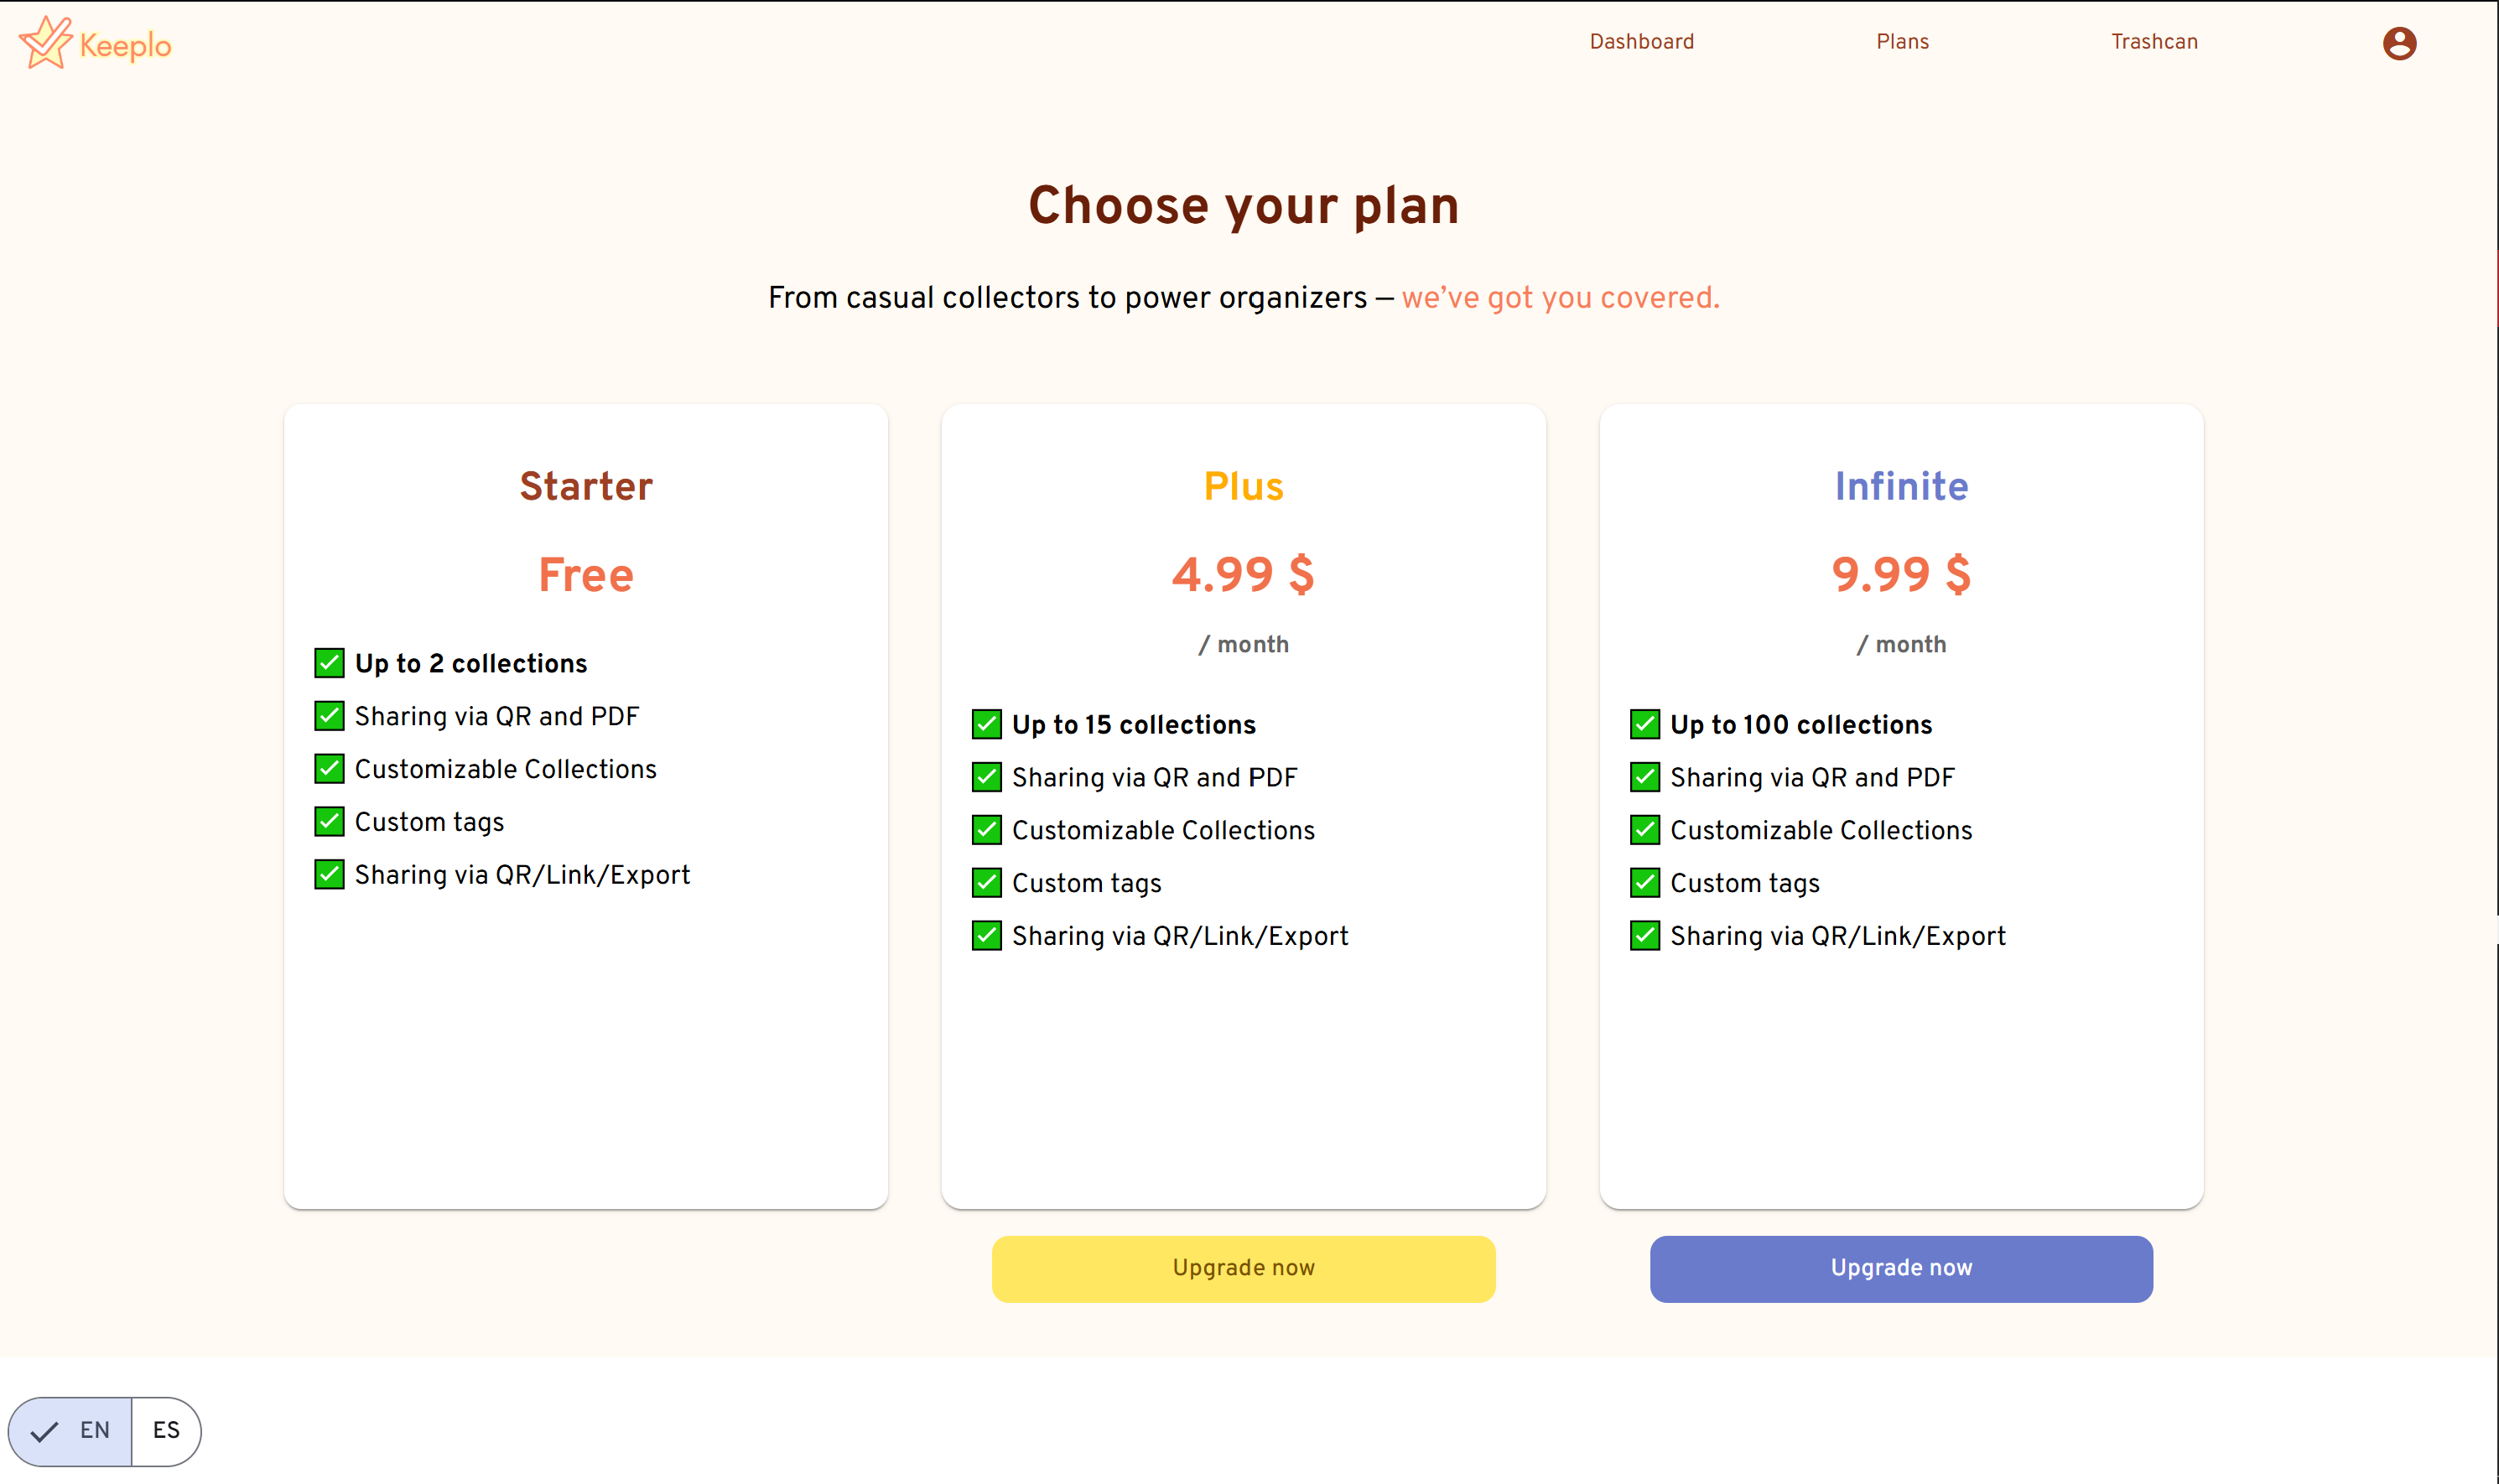 Keeplo
Dashboard
Plans
Trashcan
Choose your plan
From casual collectors to power organizers – we’ve got you covered.
Starter
Free
Up to 2 collections
Sharing via QR and PDF
Customizable Collections
Custom tags
Sharing via QR/Link/Export
Plus
4.99 $
/ month
Up to 15 collections
Sharing via QR and PDF
Customizable Collections
Custom tags
Sharing via QR/Link/Export
Upgrade now
Infinite
9.99 $
/ month
Up to 100 collections
Sharing via QR and PDF
Customizable Collections
Custom tags
Sharing via QR/Link/Export
Upgrade now
EN
ES